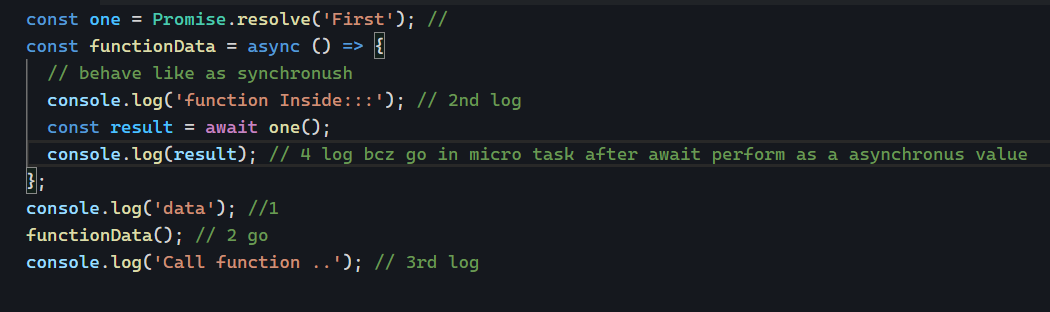 const one = Promise.resolve('First'); //
const functionData = async () => {
// behave like as synchronush
console.log('function Inside:::'); // 2nd log
const result = await one();
console.log(result); // 4 log bcz go in micro task after await perform as a asynchronus value
};
console.log('data'); //1
functionData(); // 2 go
console.log('Call function ..'); // 3rd log